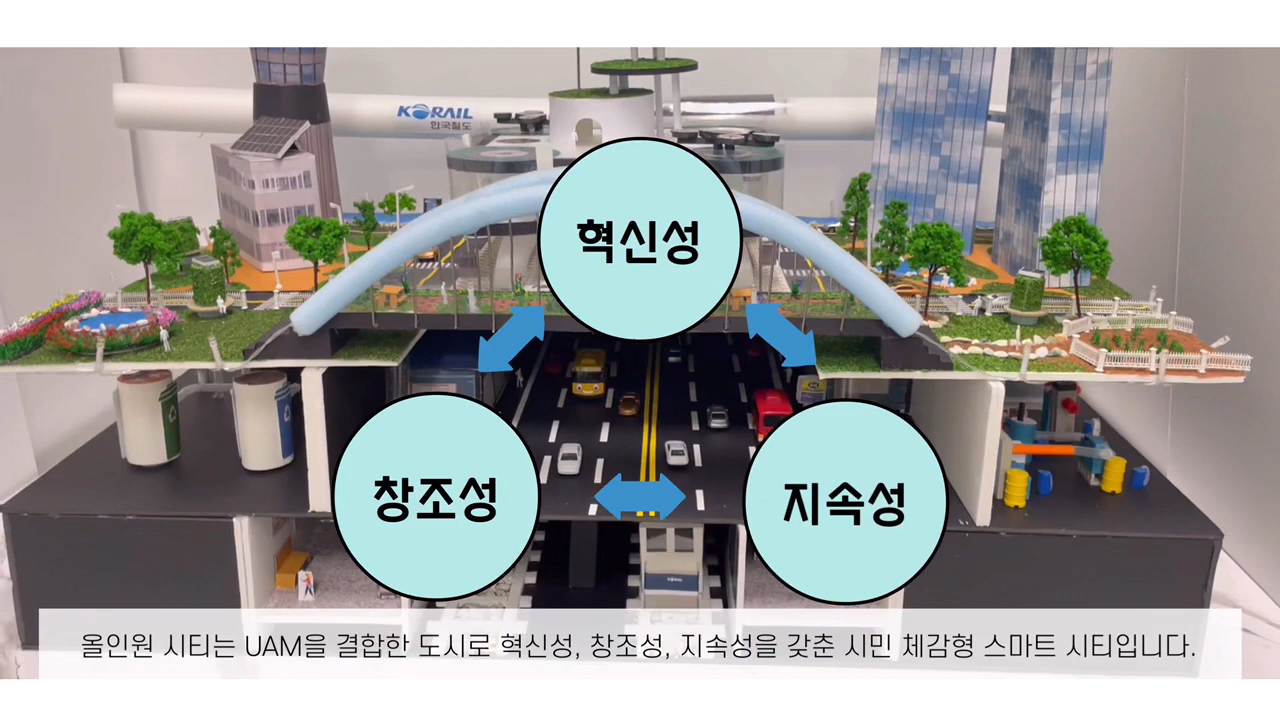 KORAIL
한국철도
혁신성
창조성
지속성
KORAIL
올인원 시티는 UAM을 결합한 도시로 혁신성, 창조성, 지속성을 갖춘 시민 체감형 스마트 시티입니다.